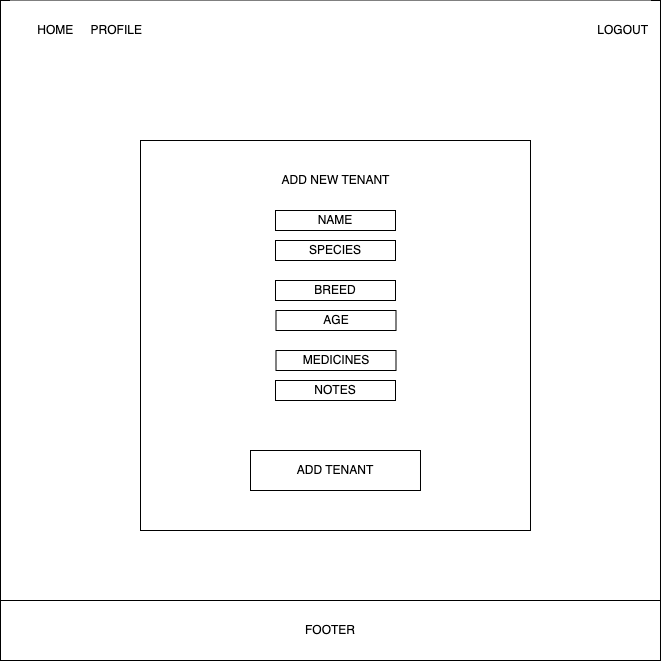 HOME PROFILE LOGOUT
ADD NEW TENANT
NAME
SPECIES
BREED
AGE
MEDICINES
NOTES
ADD TENANT
FOOTER